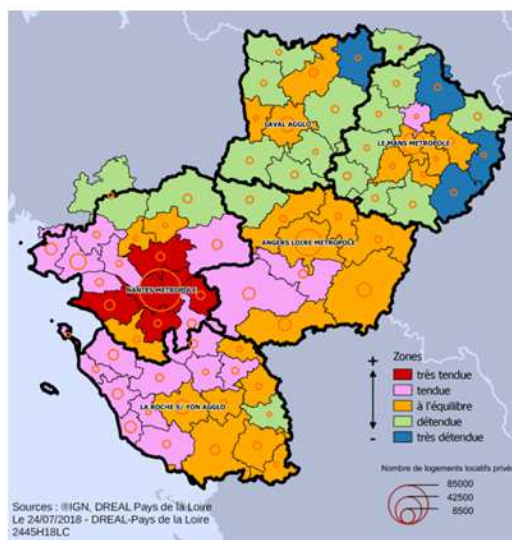 LAVAL AGGLO
LE MANS METROPOLE
ANGERS LOIRE METROPOLE
NANTES METROPOLE
LA ROCHE S/ YON AGGLO
+ Zones
très tendue
tendue
à l'équilibre
détendue
- très détendue
Nombre de logements locatifs privés
85000
42500
8500
Sources : ®IGN, DREAL Pays de la Loire
Le 24/07/2018 - DREAL-Pays de la Loire
2445H18LC